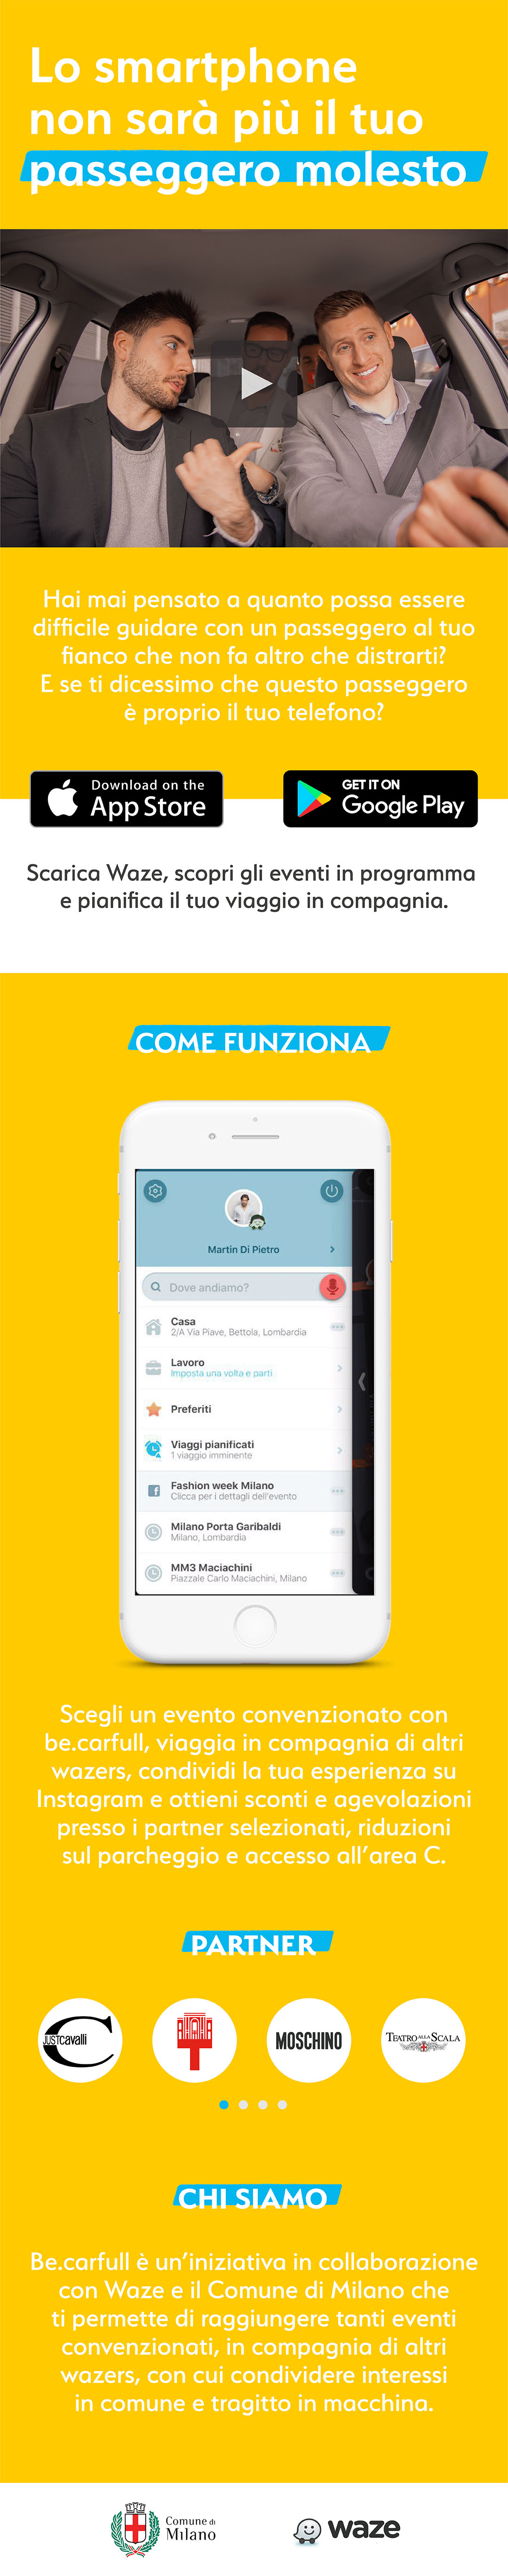 Lo smartphone
non sarà più il tuo
passeggero molesto
Hai mai pensato a quanto possa essere
difficile guidare con un passeggero al tuo
fianco che non fa altro che distrarti?
E se ti dicessimo che questo passeggero
è proprio il tuo telefono?
Download on the
App Store
GET IT ON
Google Play
Scarica Waze, scopri gli eventi in programma
e pianifica il tuo viaggio in compagnia.
COME FUNZIONA
Martin Di Pietro
Dove andiamo?
Casa
2/A Via Piave, Bettola, Lombardia
Lavoro
Imposta una volta e parti
Preferiti
Viaggi pianificati
1 viaggio imminente
Fashion week Milano
Clicca per i dettagli dell'evento
Milano Porta Garibaldi
Milano, Lombardia
MM3 Maciachini
Piazzale Carlo Maciachini, Milano
Scegli un evento convenzionato con
be.carfull, viaggia in compagnia di altri
wazers, condividi la tua esperienza su
Instagram e ottieni sconti e agevolazioni
presso i partner selezionati, riduzioni
sul parcheggio e accesso all'area C.
PARTNER
JUSTcavalli
MOSCHINO
TEATRO ALLA SCALA
CHI SIAMO
Be.carfull è un'iniziativa in collaborazione
con Waze e il Comune di Milano che
ti permette di raggiungere tanti eventi
convenzionati, in compagnia di altri
wazers, con cui condividere interessi
in comune e tragitto in macchina.
Comune di
Milano
waze